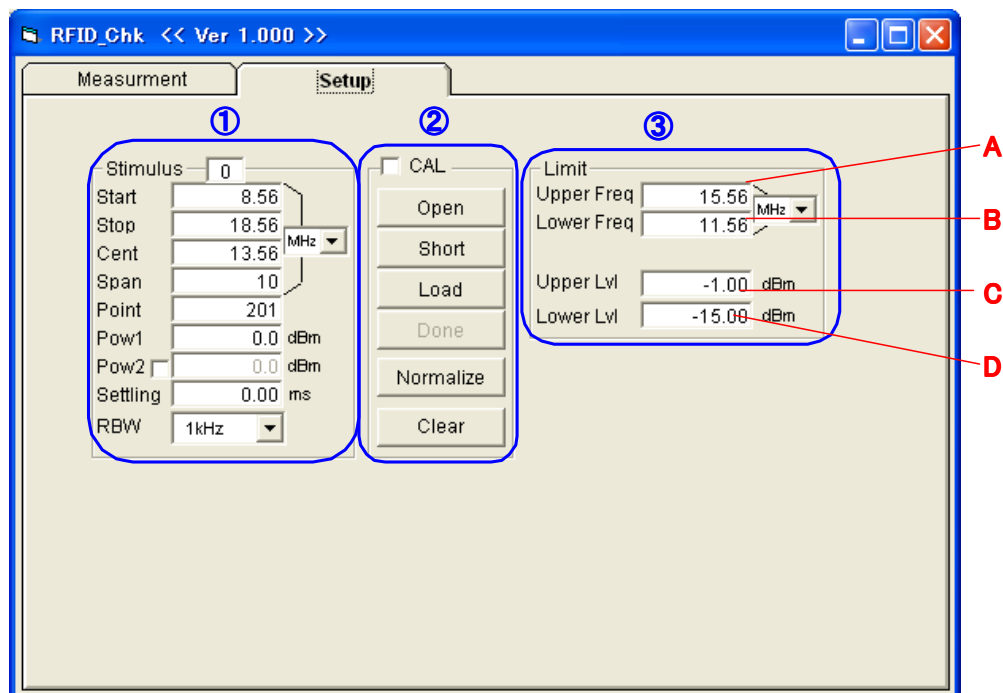 RFID_Chk << Ver 1.000 >>
Measurment
Setup
①
②
③
Stimulus 0
Start 8.56
Stop 18.56
MHz
Cent 13.56
Span 10
Point 201
Pow1 0.0 dBm
Pow2 0.0 dBm
Settling 0.00 ms
RBW 1kHz
CAL
Open
Short
Load
Done
Normalize
Clear
Limit
Upper Freq 15.56
MHz
Lower Freq 11.56
Upper Lvl -1.00 dBm
Lower Lvl -15.00 dBm
A
B
C
D